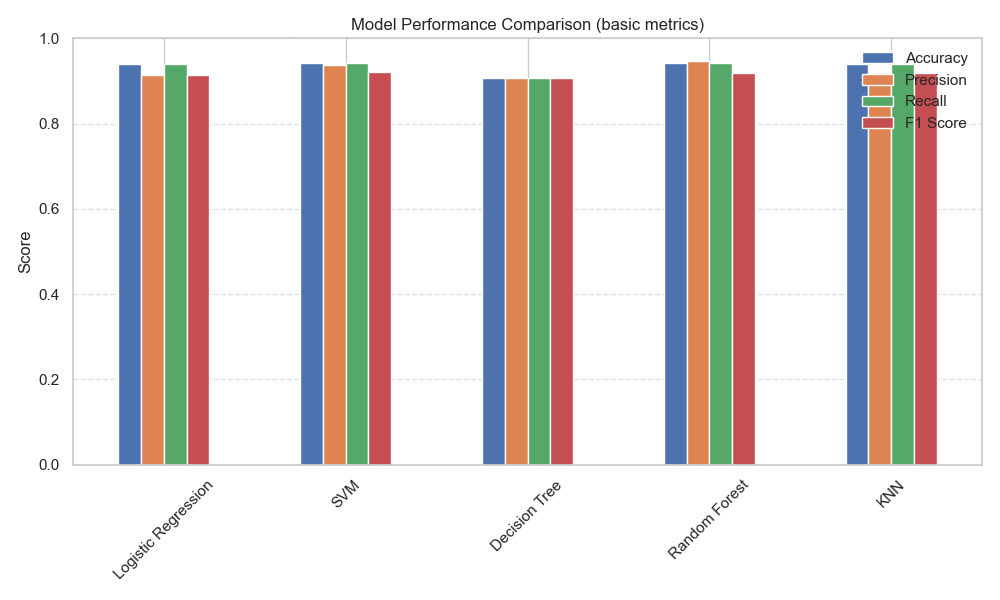 Model Performance Comparison (basic metrics)
Score
1.0
0.8
0.6
0.4
0.2
0.0
Accuracy
Precision
Recall
F1 Score
Logistic Regression
SVM
Decision Tree
Random Forest
KNN